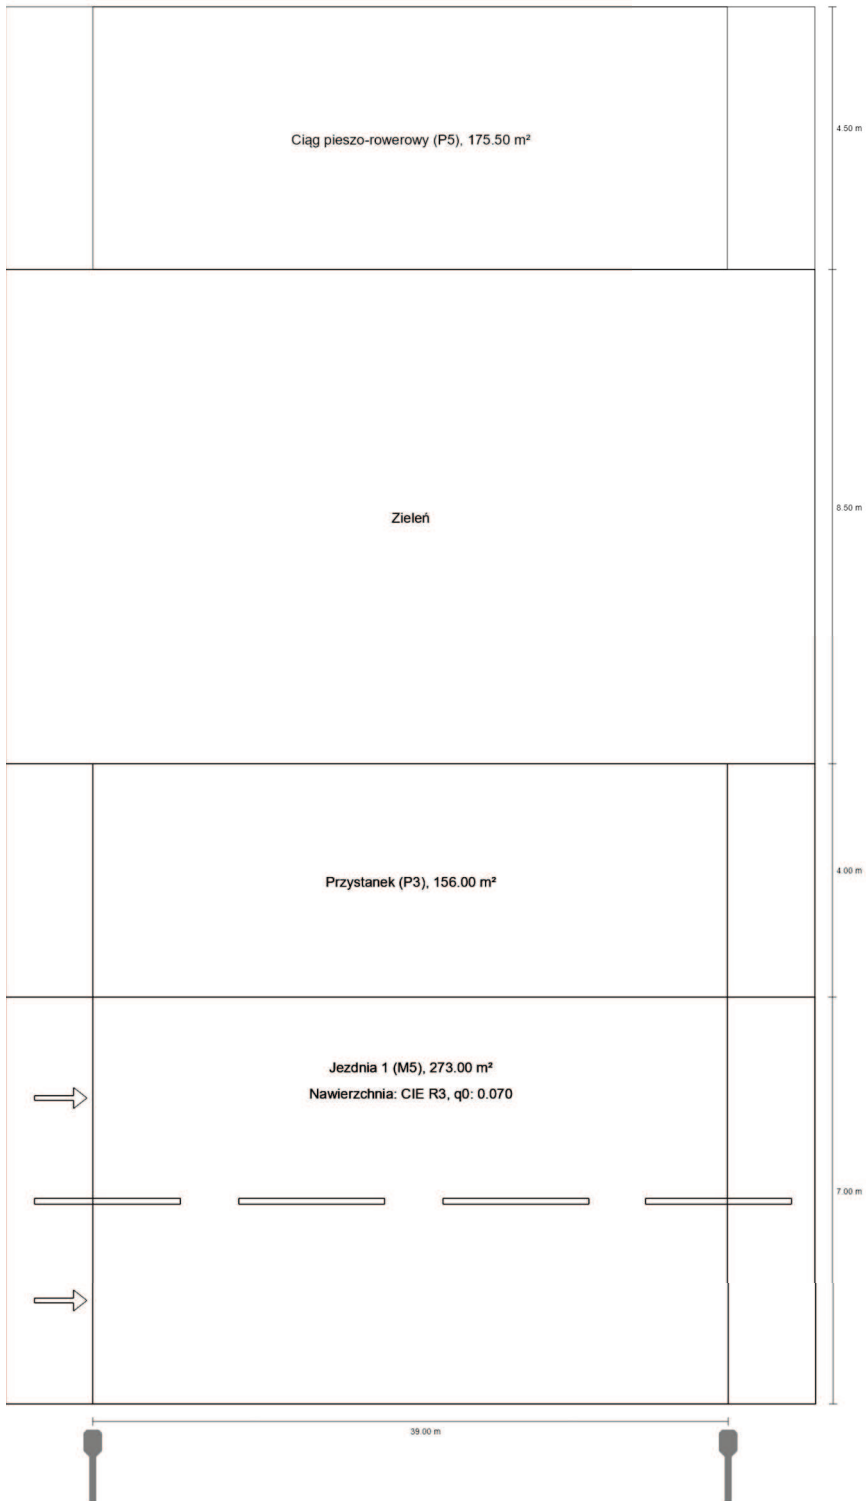 Ciąg pieszo-rowerowy (P5), 175.50 m²
4.50 m
Zieleń
8.50 m
Przystanek (P3), 156.00 m²
4.00 m
Jezdnia 1 (M5), 273.00 m²
Nawierzchnia: CIE R3, q0: 0.070
7.00 m
39.00 m